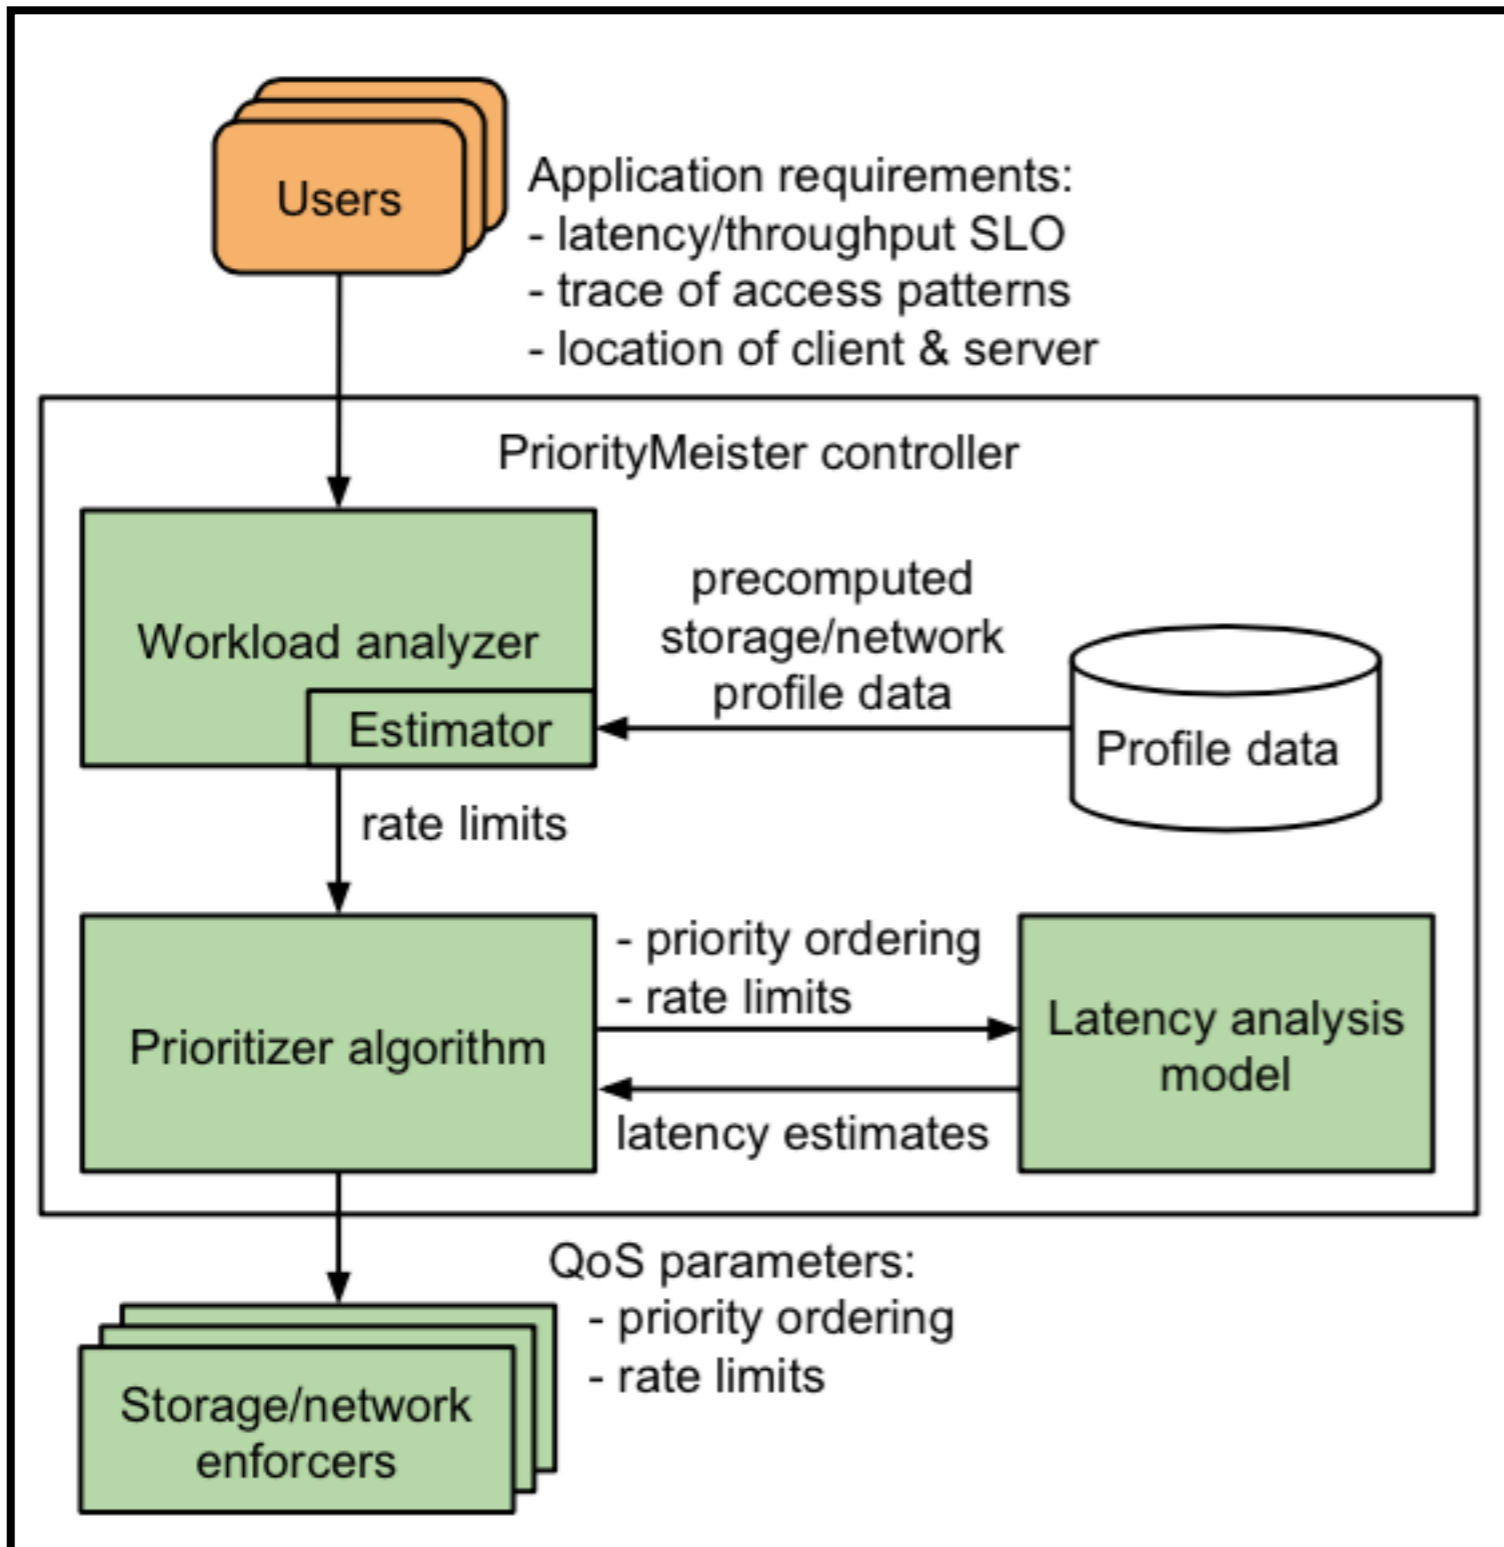 Users
Application requirements:
- latency/throughput SLO
- trace of access patterns
- location of client & server
PriorityMeister controller
Workload analyzer
Estimator
precomputed
storage/network
profile data
Profile data
rate limits
Prioritizer algorithm
- priority ordering
- rate limits
latency estimates
Latency analysis
model
QoS parameters:
- priority ordering
- rate limits
Storage/network
enforcers